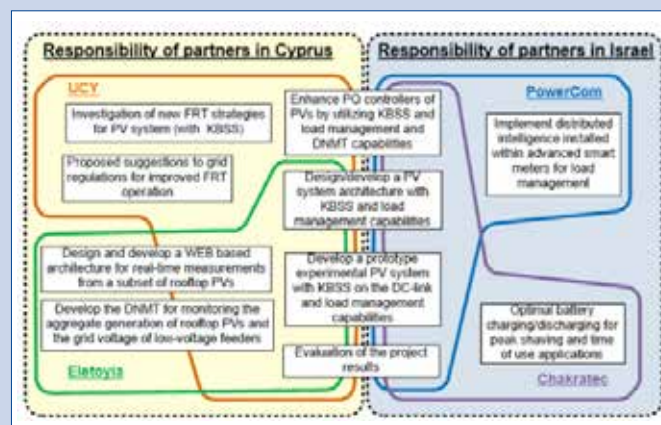 Responsibility of partners in Cyprus
Responsibility of partners in Israel
UCY
Investigation of new FRT strategies
for PV system (with KBSS)
Proposed suggestions to grid
regulations for improved FRT
operation
Design and develop a WEB based
architecture for real-time measurements
from a subset of rooftop PVs
Develop the DNMT for monitoring the
aggregate generation of rooftop PVs and
the grid voltage of low-voltage feeders
Eletoyia
Enhance PQ controllers of
PVs by utilizing KBSS and
load management and
DNMT capabilities
Design/develop a PV
system architecture with
KBSS and load
management capabilities
Develop a prototype
experimental PV system
with KBSS on the DC-link
and load management
capabilities
Evaluation of the project
results
PowerCom
Implement distributed
intelligence installed
within advanced smart
meters for load
management
Optimal battery
charging/discharging for
peak shaving and time
of use applications
Chakratec